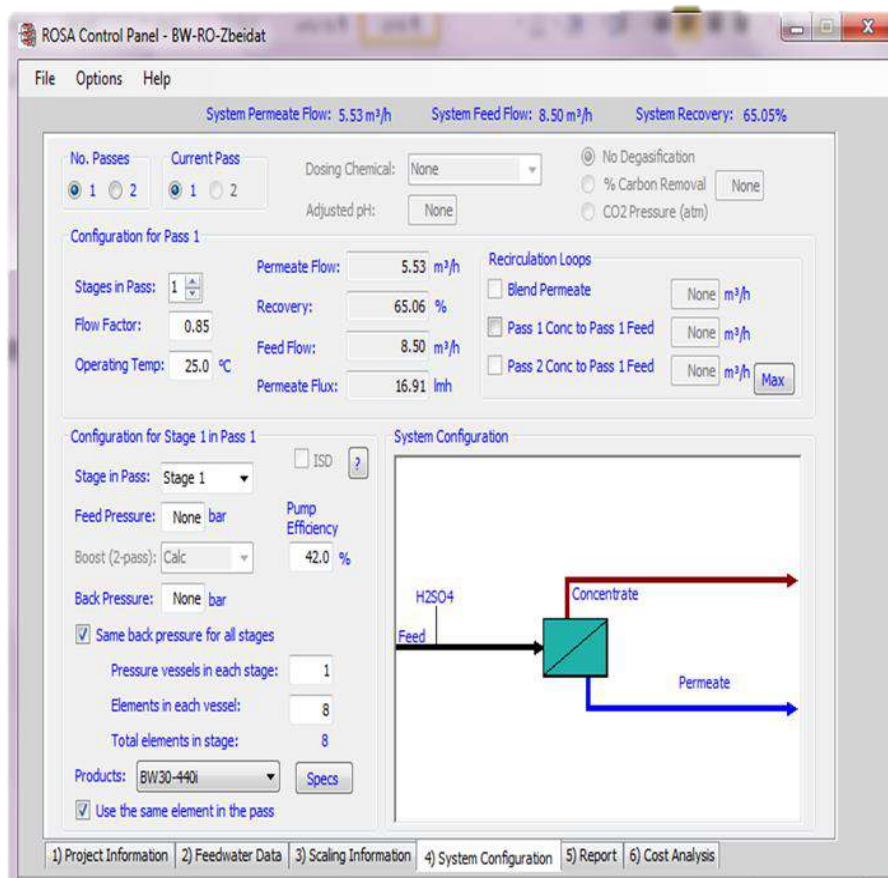 ROSA Control Panel - BW-RO-Zbeidat
File Options Help
System Permeate Flow: 5.53 m³/h System Feed Flow: 8.50 m³/h System Recovery: 65.05%
No. Passes
1 2
Current Pass
1 2
Dosing Chemical: None
Adjusted pH: None
No Degasification
% Carbon Removal None
CO2 Pressure (atm)
Configuration for Pass 1
Stages in Pass: 1
Flow Factor: 0.85
Operating Temp: 25.0 ºC
Permeate Flow: 5.53 m³/h
Recovery: 65.06 %
Feed Flow: 8.50 m³/h
Permeate Flux: 16.91 lmh
Recirculation Loops
Blend Permeate None m³/h
Pass 1 Conc to Pass 1 Feed None m³/h
Pass 2 Conc to Pass 1 Feed None m³/h Max
Configuration for Stage 1 in Pass 1
ISD ?
Stage in Pass: Stage 1
Feed Pressure: None bar
Pump
Efficiency
42.0 %
Boost (2-pass): Calc
Back Pressure: None bar
Same back pressure for all stages
Pressure vessels in each stage: 1
Elements in each vessel: 8
Total elements in stage: 8
Products: BW30-440i Specs
Use the same element in the pass
System Configuration
H2SO4
Feed
Concentrate
Permeate
1) Project Information 2) Feedwater Data 3) Scaling Information 4) System Configuration 5) Report 6) Cost Analysis